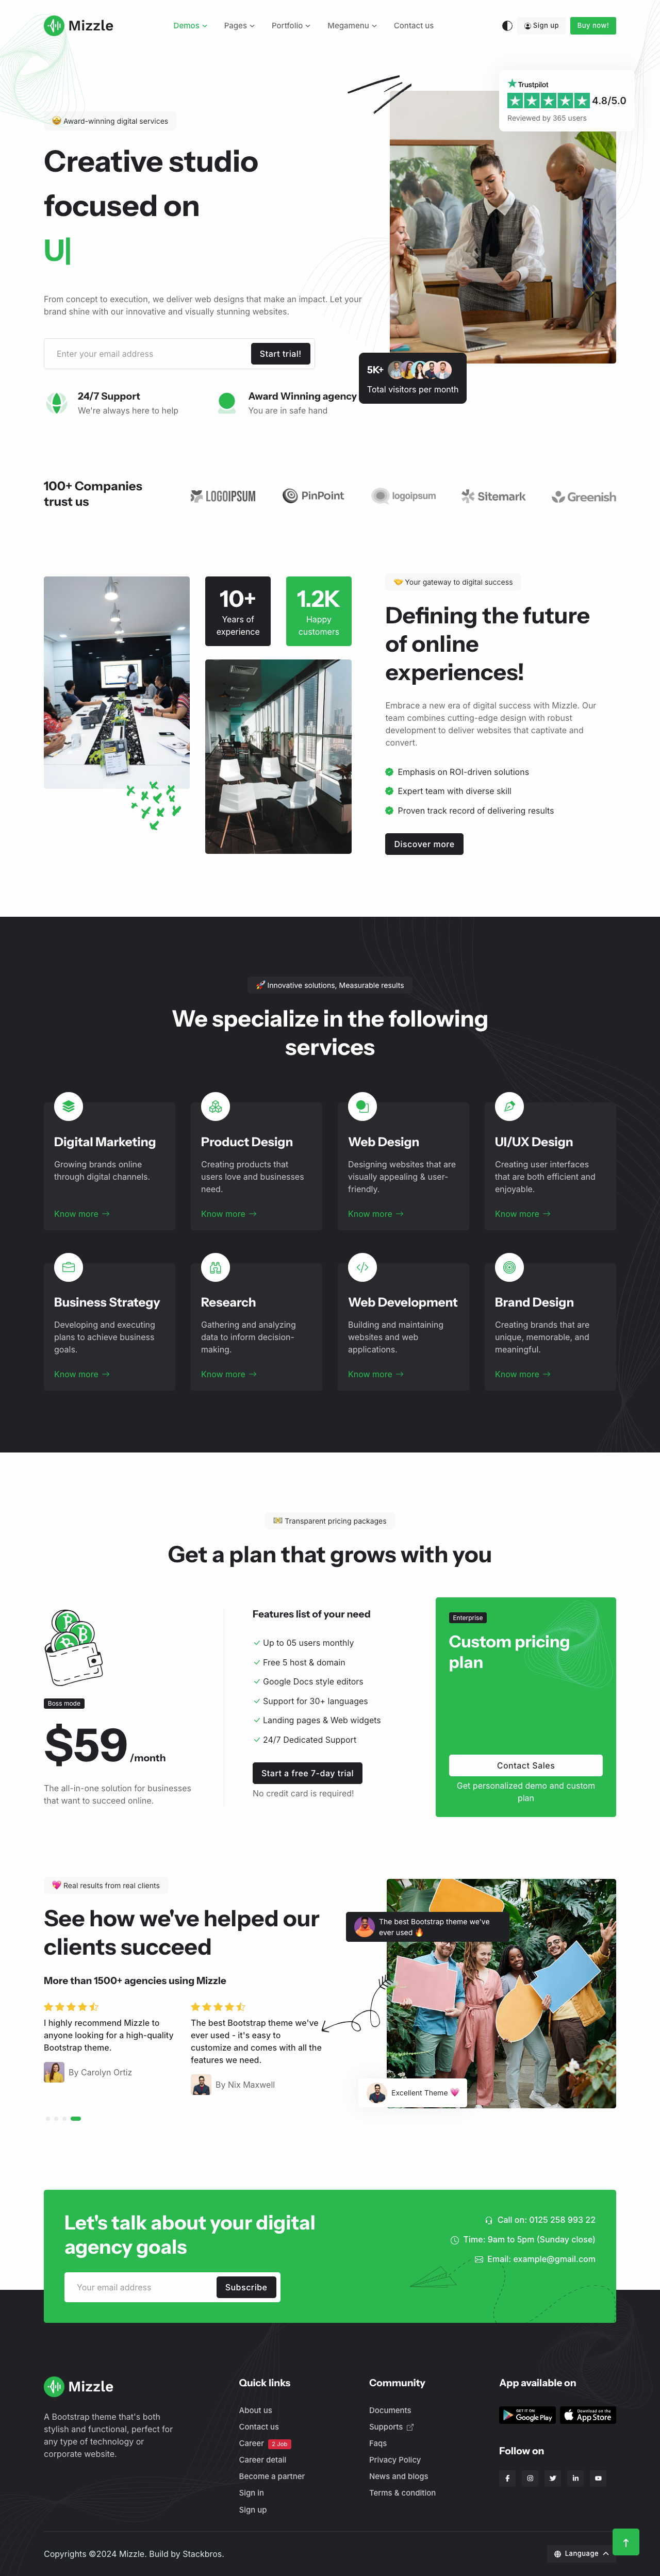 Mizzle
Demos Pages Portfolio Megamenu Contact us
Sign up
Buy now!
Trustpilot
4.8/5.0
Reviewed by 365 users
🤩 Award-winning digital services
Creative studio
focused on
U|
From concept to execution, we deliver web designs that make an impact. Let your
brand shine with our innovative and visually stunning websites.
Enter your email address
Start trial!
24/7 Support
We're always here to help
Award Winning agency
You are in safe hand
5K+
Total visitors per month
100+ Companies
trust us
LOGOIPSUM
PinPoint
logoipsum
Sitemark
Greenish
10+
Years of
experience
1.2K
Happy
customers
🤝 Your gateway to digital success
Defining the future
of online
experiences!
Embrace a new era of digital success with Mizzle. Our
team combines cutting-edge design with robust
development to deliver websites that captivate and
convert.
Emphasis on ROI-driven solutions
Expert team with diverse skill
Proven track record of delivering results
Discover more
🚀 Innovative solutions, Measurable results
We specialize in the following
services
Digital Marketing
Growing brands online
through digital channels.
Know more →
Product Design
Creating products that
users love and businesses
need.
Know more →
Web Design
Designing websites that are
visually appealing & user-
friendly.
Know more →
UI/UX Design
Creating user interfaces
that are both efficient and
enjoyable.
Know more →
Business Strategy
Developing and executing
plans to achieve business
goals.
Know more →
Research
Gathering and analyzing
data to inform decision-
making.
Know more →
Web Development
Building and maintaining
websites and web
applications.
Know more →
Brand Design
Creating brands that are
unique, memorable, and
meaningful.
Know more →
💵 Transparent pricing packages
Get a plan that grows with you
Boss mode
$59 /month
The all-in-one solution for businesses
that want to succeed online.
Features list of your need
Up to 05 users monthly
Free 5 host & domain
Google Docs style editors
Support for 30+ languages
Landing pages & Web widgets
24/7 Dedicated Support
Start a free 7-day trial
No credit card is required!
Enterprise
Custom pricing
plan
Contact Sales
Get personalized demo and custom
plan
💖 Real results from real clients
See how we've helped our
clients succeed
More than 1500+ agencies using Mizzle
I highly recommend Mizzle to
anyone looking for a high-quality
Bootstrap theme.
By Carolyn Ortiz
The best Bootstrap theme we've
ever used - it's easy to
customize and comes with all the
features we need.
By Nix Maxwell
The best Bootstrap theme we've
ever used 🔥
Excellent Theme 💗
Let's talk about your digital
agency goals
Your email address
Subscribe
Call on: 0125 258 993 22
Time: 9am to 5pm (Sunday close)
Email: example@gmail.com
Mizzle
A Bootstrap theme that's both
stylish and functional, perfect for
any type of technology or
corporate website.
Quick links
About us
Contact us
Career 2 Job
Career detail
Become a partner
Sign in
Sign up
Community
Documents
Supports
Faqs
Privacy Policy
News and blogs
Terms & condition
App available on
GET IT ON
Google Play
Download on the
App Store
Follow on
Copyrights ©2024 Mizzle. Build by Stackbros.
Language